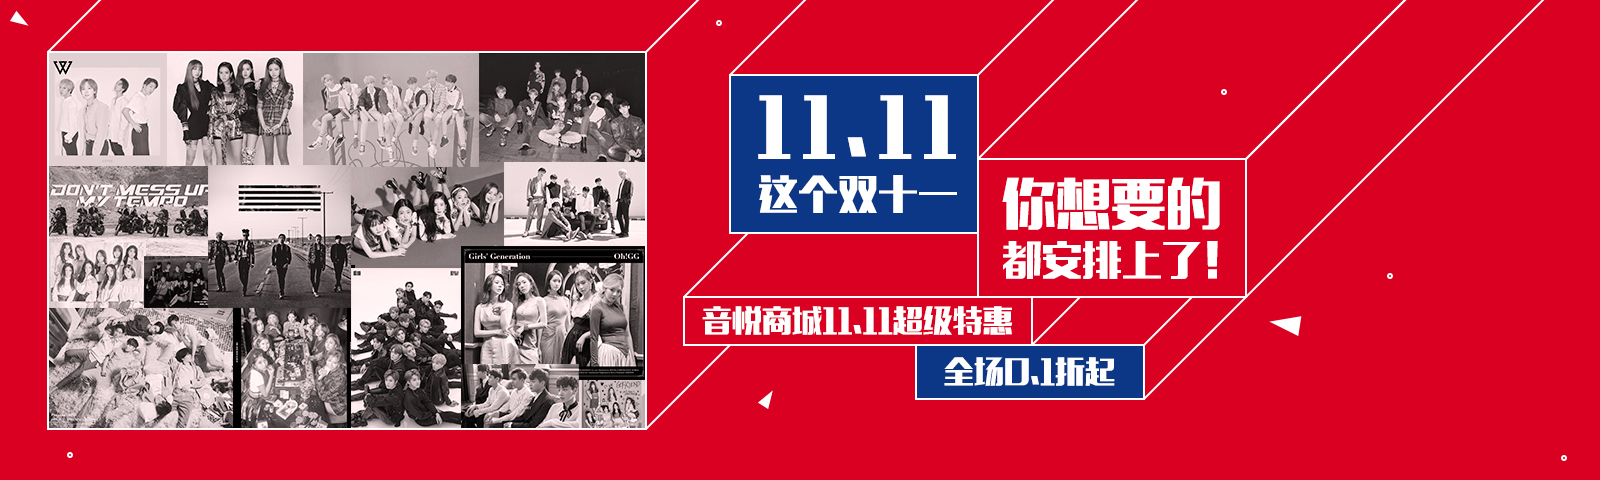 W
DON'T MESS UP
MY TEMPO
Girls' Generation
Oh!GG
11、11
这个双十一
你想要的
都安排上了!
音悦商城11、11超级特惠
全场0、1折起